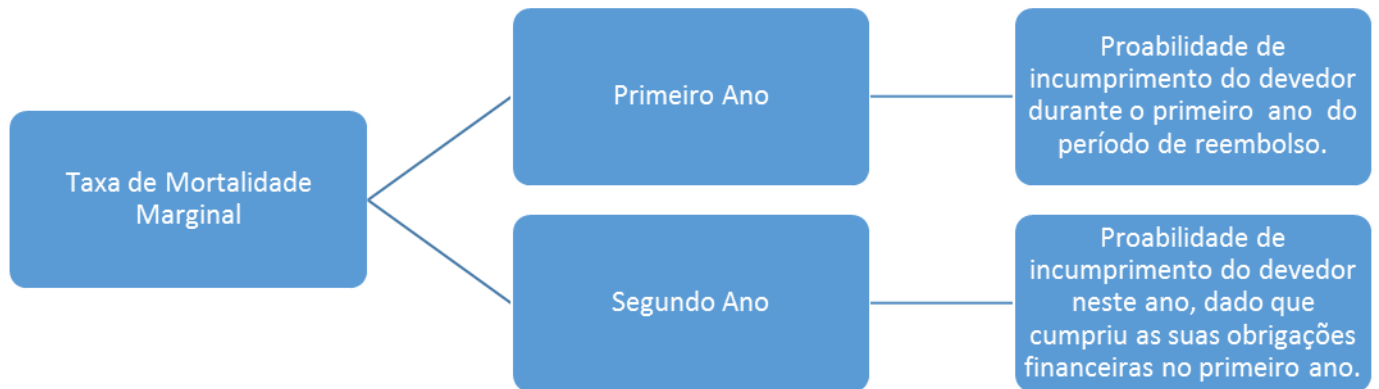 Taxa de Mortalidade
Marginal
Primeiro Ano
Proabilidade de
incumprimento do devedor
durante o primeiro ano do
período de reembolso.
Segundo Ano
Proabilidade de
incumprimento do devedor
neste ano, dado que
cumpriu as suas obrigações
financeiras no primeiro ano.